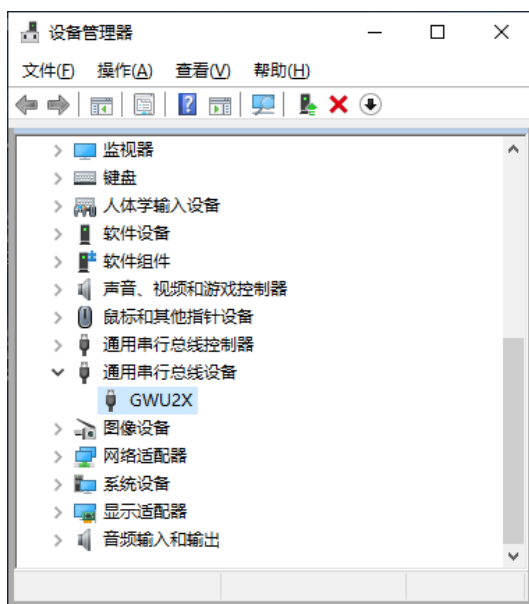 设备管理器
文件(F) 操作(A) 查看(V) 帮助(H)
监视器
键盘
人体学输入设备
软件设备
软件组件
声音、视频和游戏控制器
鼠标和其他指针设备
通用串行总线控制器
通用串行总线设备
GWU2X
图像设备
网络适配器
系统设备
显示适配器
音频输入和输出